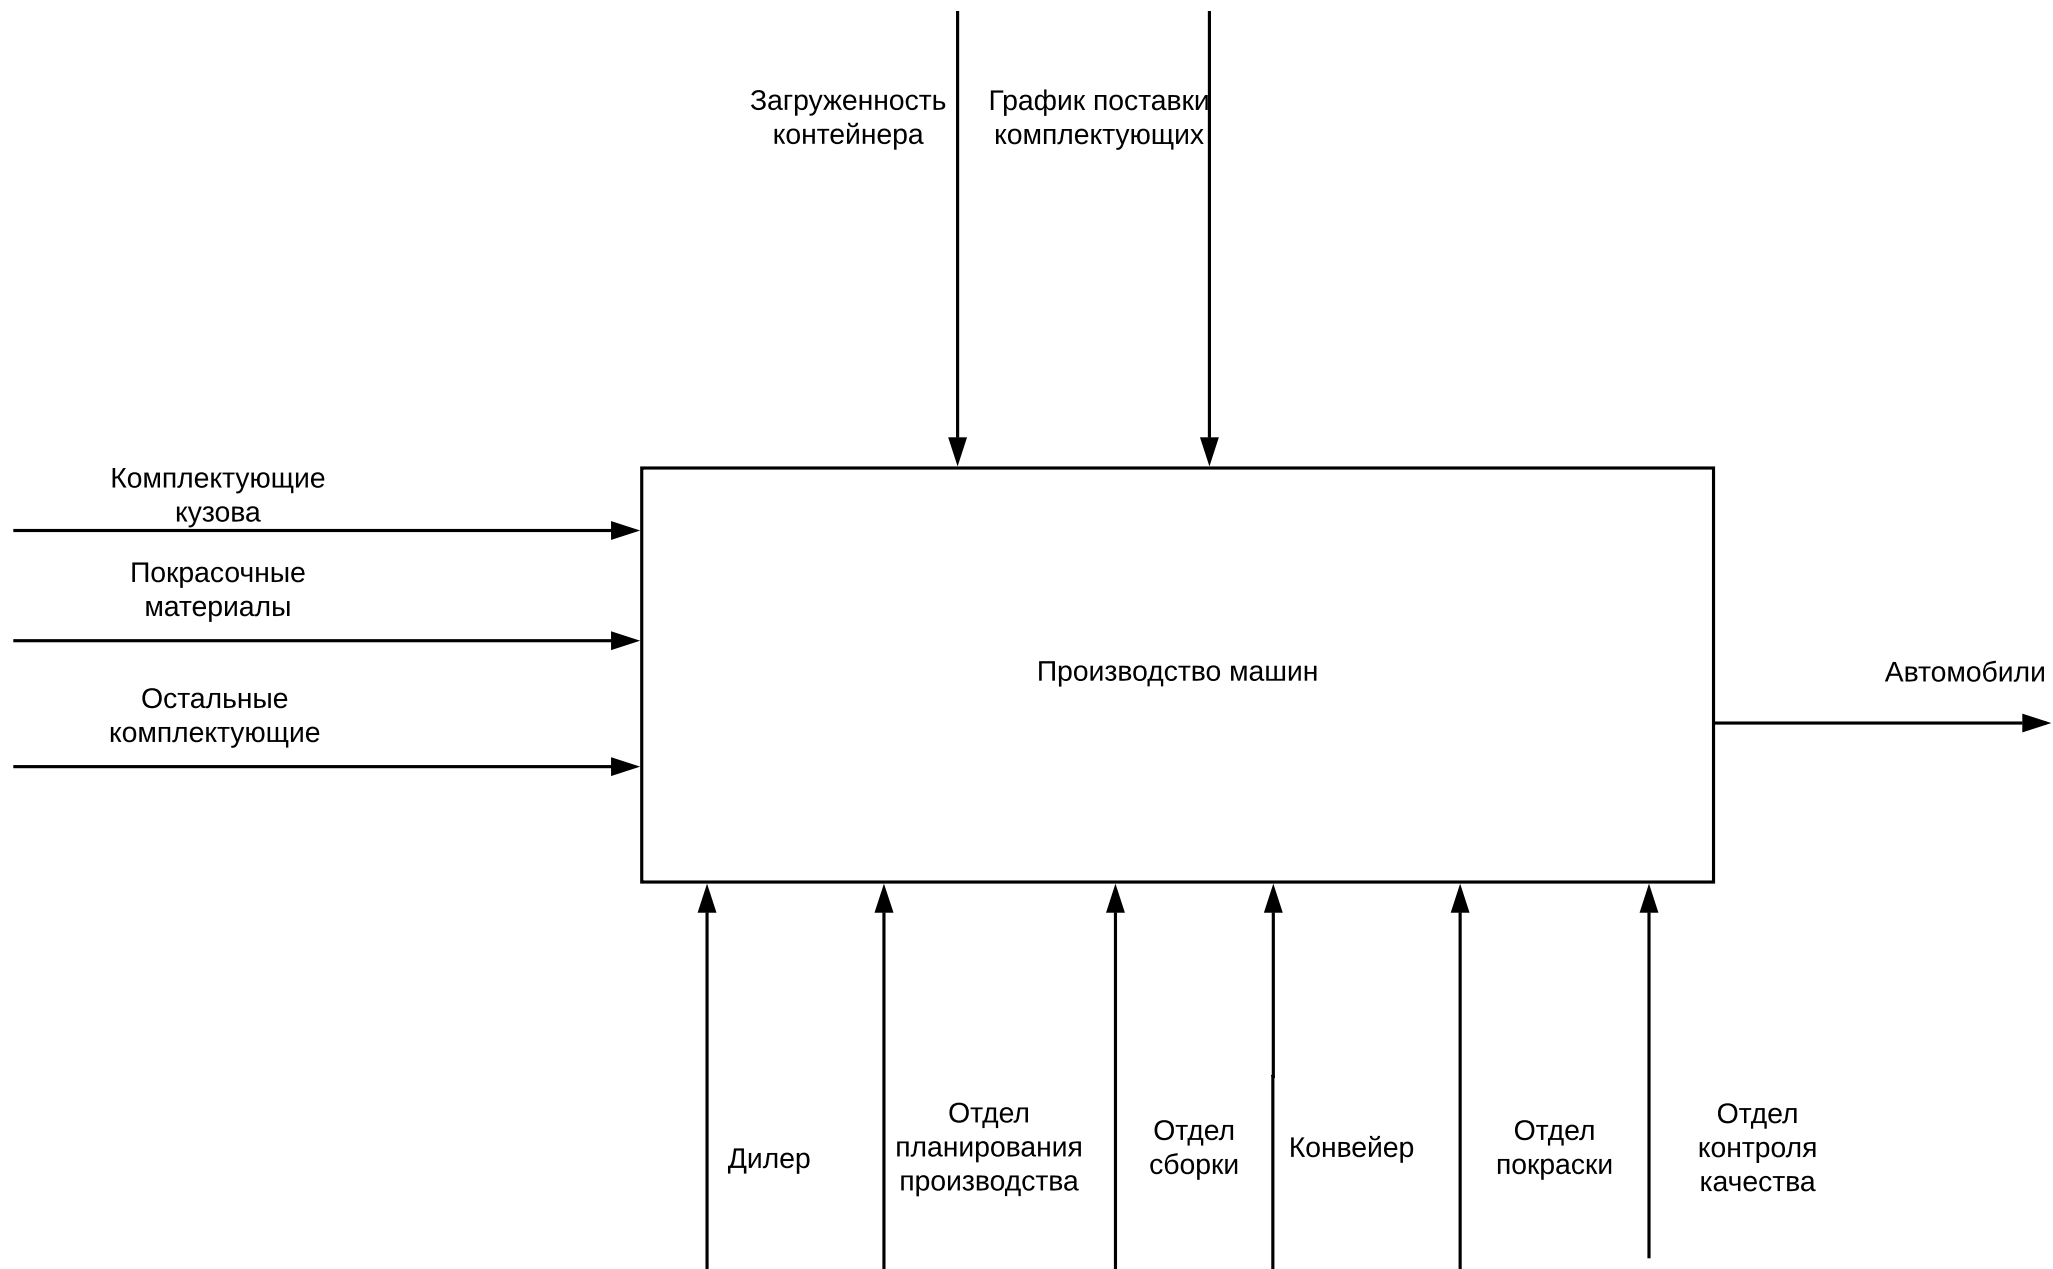 Загруженность
контейнера
График поставки
комплектующих
Комплектующие
кузова
Покрасочные
материалы
Остальные
комплектующие
Производство машин
Автомобили
Дилер
Отдел
планирования
производства
Отдел
сборки
Конвейер
Отдел
покраски
Отдел
контроля
качества